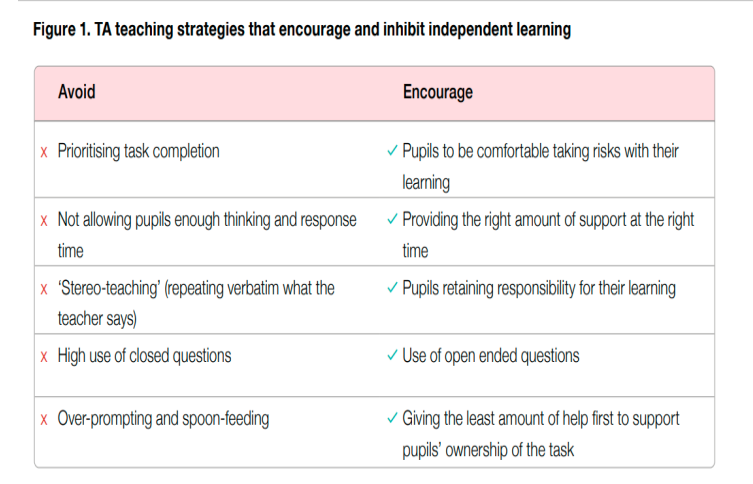 Figure 1. TA teaching strategies that encourage and inhibit independent learning
Avoid
Encourage
x Prioritising task completion
✓ Pupils to be comfortable taking risks with their
learning
x Not allowing pupils enough thinking and response
time
✓ Providing the right amount of support at the right
time
x 'Stereo-teaching' (repeating verbatim what the
teacher says)
✓ Pupils retaining responsibility for their learning
x High use of closed questions
✓ Use of open ended questions
x Over-prompting and spoon-feeding
✓ Giving the least amount of help first to support
pupils' ownership of the task